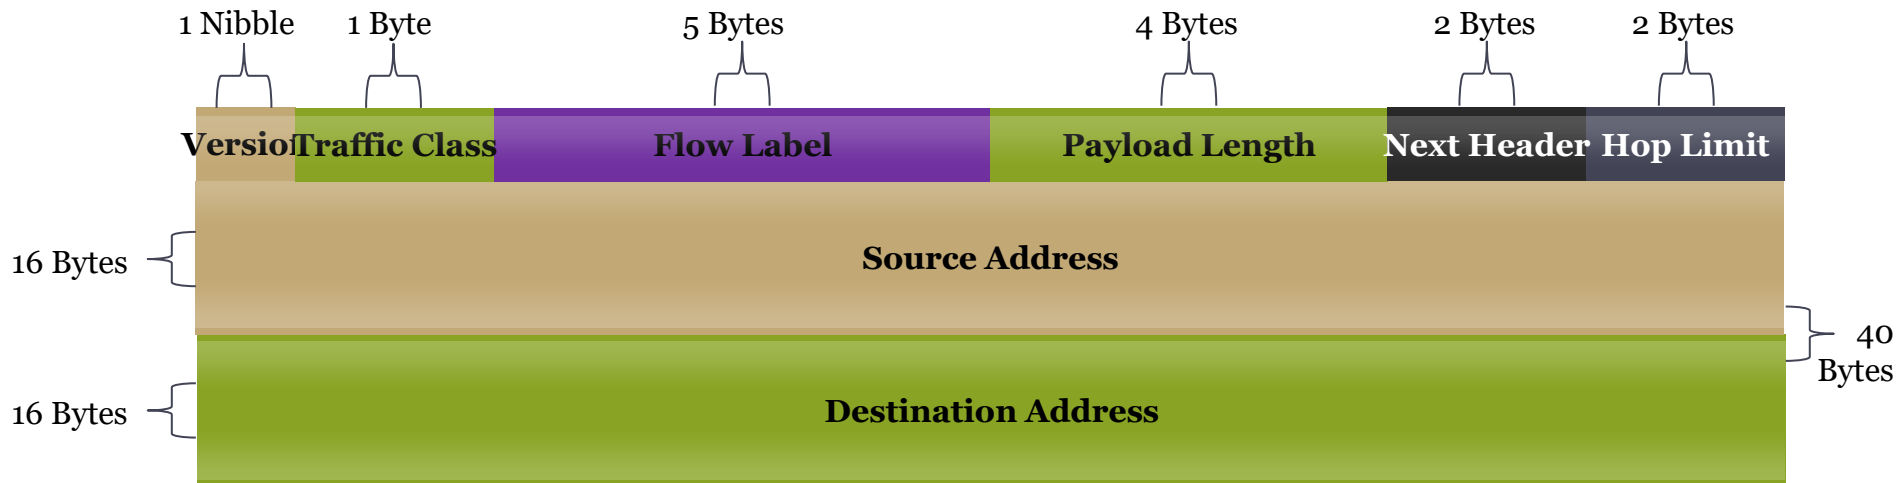 1 Nibble 1 Byte 5 Bytes 4 Bytes 2 Bytes 2 Bytes
Version Traffic Class Flow Label Payload Length Next Header Hop Limit
16 Bytes Source Address
40
Bytes
16 Bytes Destination Address